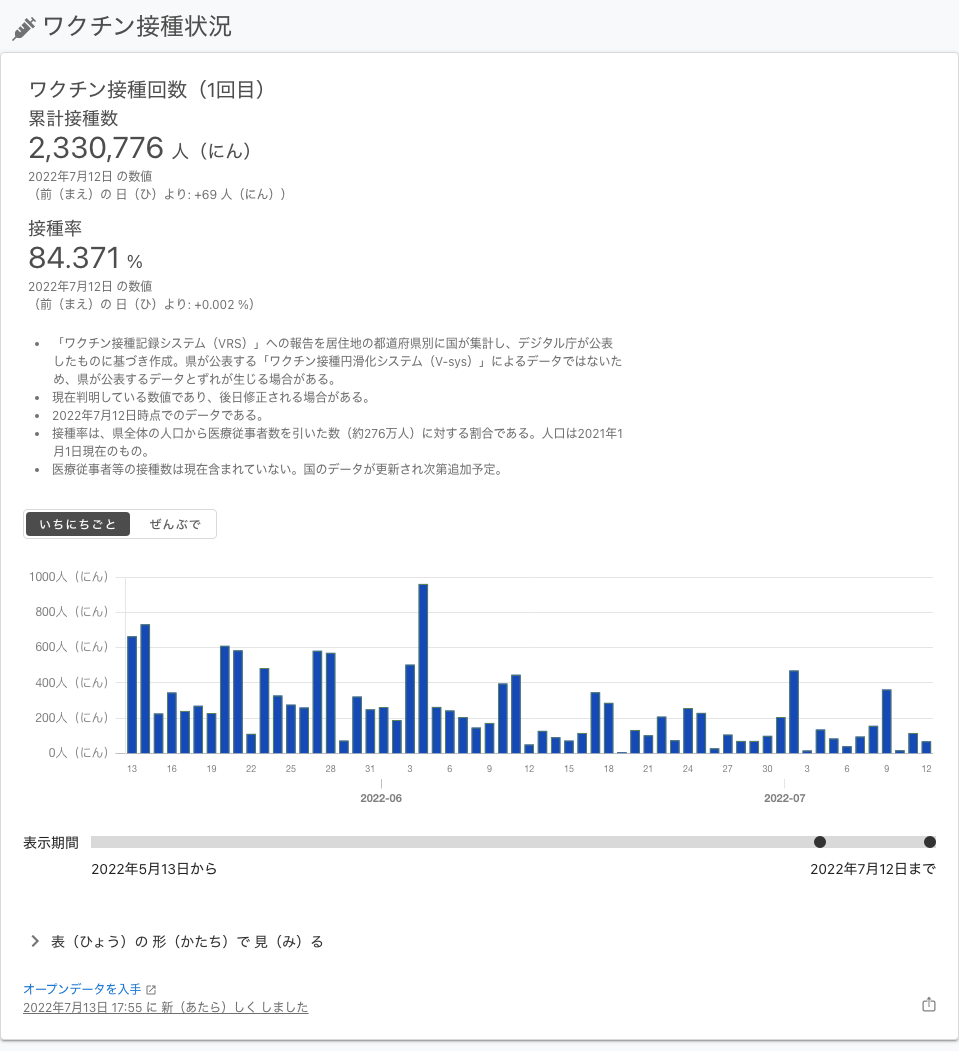 ワクチン接種状況
ワクチン接種回数（1回目）
累計接種数
2,330,776 人（にん）
2022年7月12日 の数値
（前（まえ）の 日（ひ）より: +69 人（にん））
接種率
84.371 %
2022年7月12日 の数値
（前（まえ）の 日（ひ）より: +0.002 %）
• 「ワクチン接種記録システム（VRS）」への報告を居住地の都道府県別に国が集計し、デジタル庁が公表
したものに基づき作成。県が公表する「ワクチン接種円滑化システム（V-sys）」によるデータではないた
め、県が公表するデータとずれが生じる場合がある。
• 現在判明している数値であり、後日修正される場合がある。
• 2022年7月12日時点でのデータである。
• 接種率は、県全体の人口から医療従事者数を引いた数（約276万人）に対する割合である。人口は2021年1
月1日現在のもの。
• 医療従事者等の接種数は現在含まれていない。国のデータが更新され次第追加予定。
いちにちごと ぜんぶで
1000人（にん）
800人（にん）
600人（にん）
400人（にん）
200人（にん）
0人（にん）
13 16 19 22 25 28 31 3 6 9 12 15 18 21 24 27 30 3 6 9 12
2022-06 2022-07
表示期間
2022年5月13日から 2022年7月12日まで
表（ひょう）の 形（かたち）で 見（み）る
オープンデータを入手
2022年7月13日 17:55 に 新（あたら）しく しました